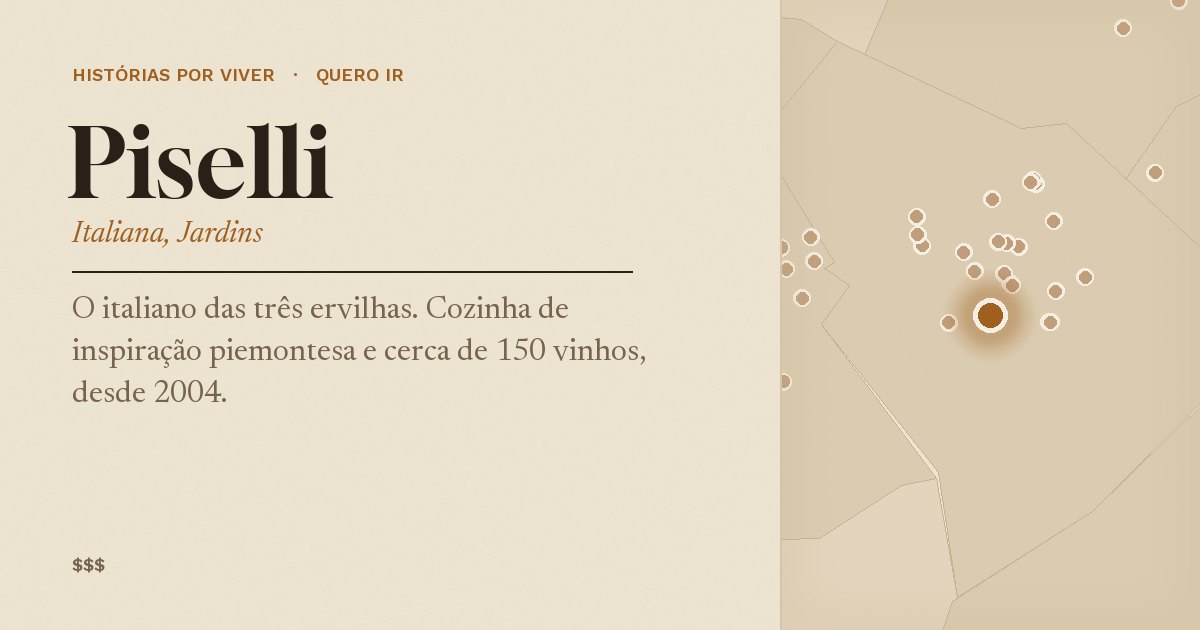 HISTÓRIAS POR VIVER · QUERO IR
Piselli
Italiana, Jardins
O italiano das três ervilhas. Cozinha de
inspiração piemontesa e cerca de 150 vinhos,
desde 2004.
$$$